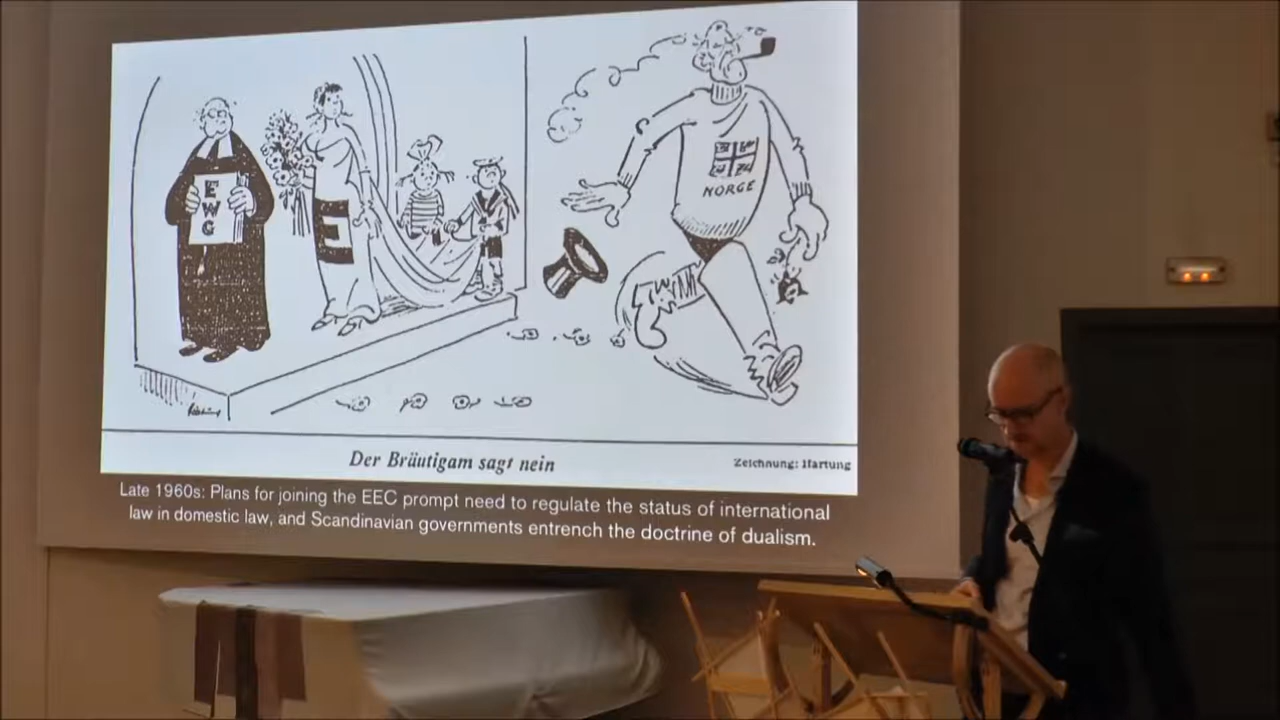 E
W
G
E
NORGE
Der Bräutigam sagt nein
Zeichnung: Hartung
Late 1960s: Plans for joining the EEC prompt need to regulate the status of international
law in domestic law, and Scandinavian governments entrench the doctrine of dualism.